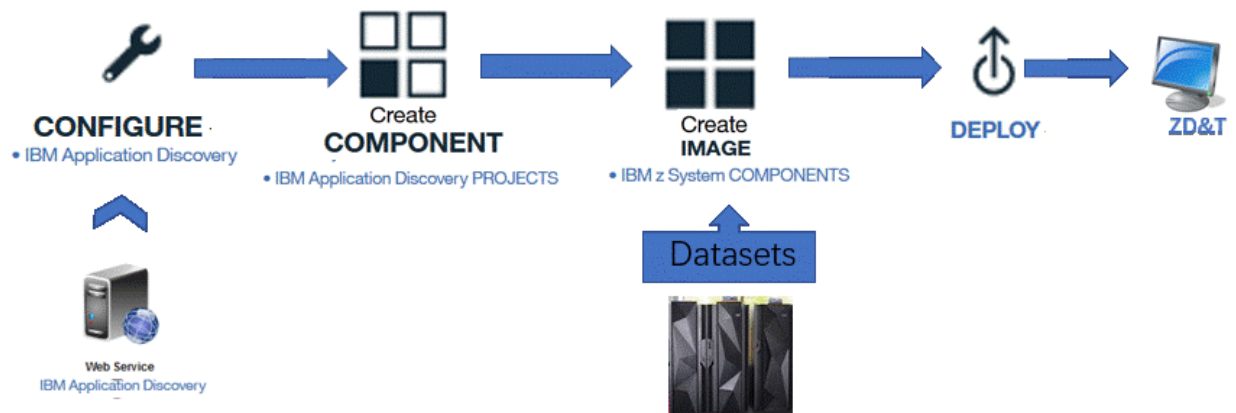 CONFIGURE
• IBM Application Discovery
Create
COMPONENT
• IBM Application Discovery PROJECTS
Create
IMAGE
• IBM z System COMPONENTS
DEPLOY
ZD&T
Datasets
Web Service
IBM Application Discovery